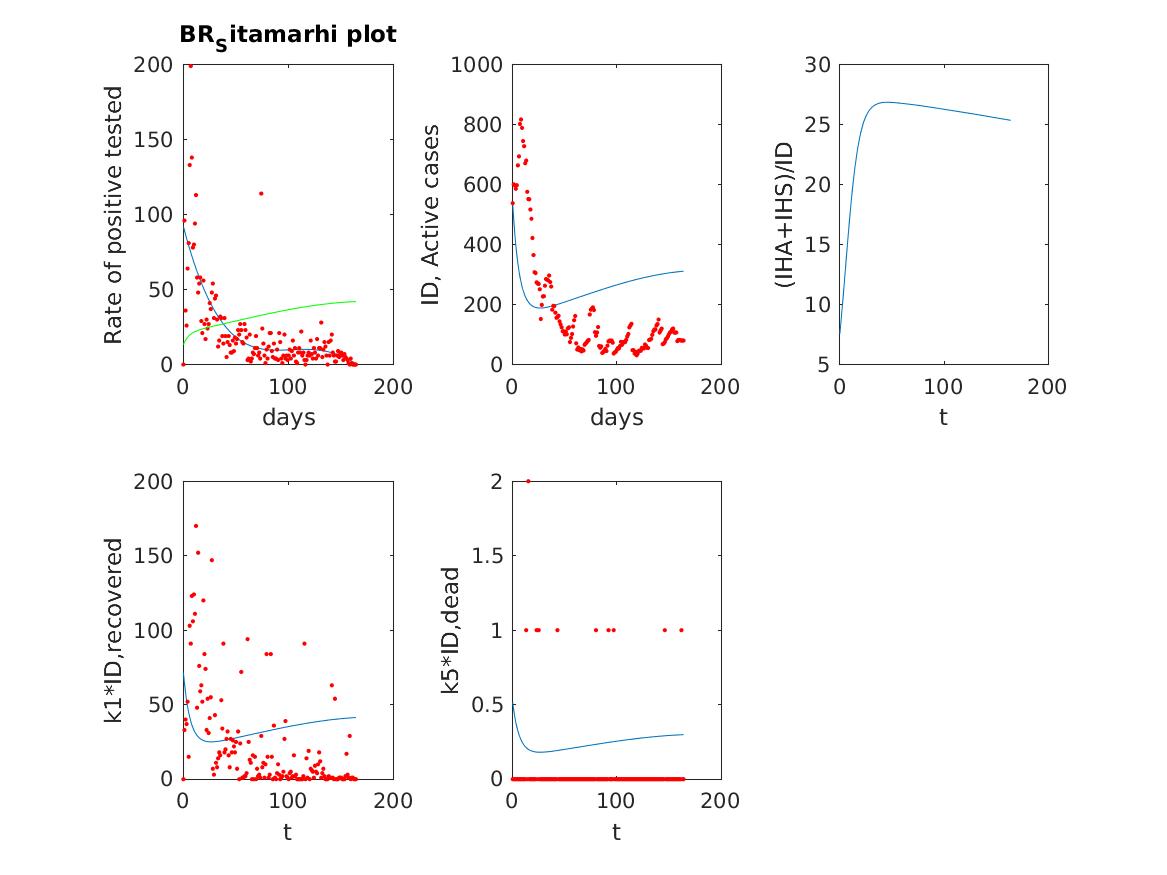 BR_Sitamarhi plot
Rate of positive tested
200
150
100
50
0
0 100 200
days
ID, Active cases
1000
800
600
400
200
0
0 100 200
days
(IHA+IHS)/ID
30
25
20
15
10
5
0 100 200
t
k1*ID,recovered
200
150
100
50
0
0 100 200
t
k5*ID,dead
2
1.5
1
0.5
0
0 100 200
t